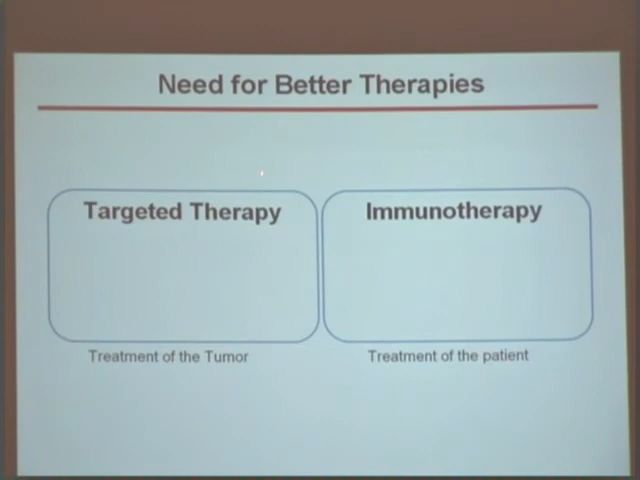 Need for Better Therapies
Targeted Therapy
Immunotherapy
Treatment of the Tumor
Treatment of the patient